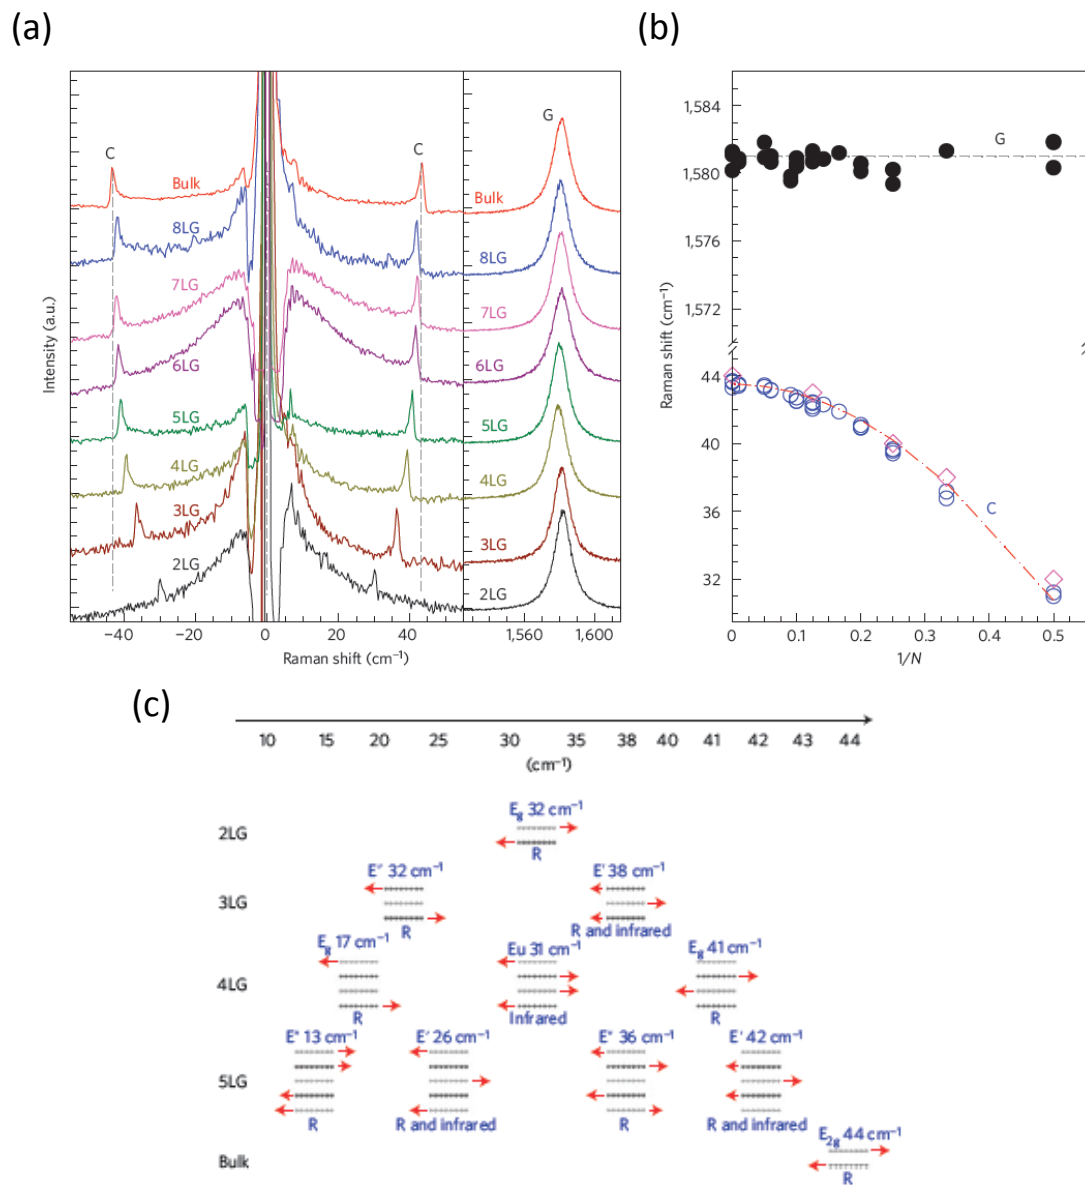 (a)
(b)
C
C
G
Bulk
8LG
7LG
6LG
5LG
4LG
3LG
2LG
Bulk
8LG
7LG
6LG
5LG
4LG
3LG
2LG
Intensity (a.u.)
−40 −20 0 20 40 1,560 1,600
Raman shift (cm⁻¹)
1,584
1,580
1,576
1,572
44
40
36
32
G
C
Raman shift (cm⁻¹)
0 0.1 0.2 0.3 0.4 0.5
1/N
(c)
10 15 20 25 30 35 38 40 41 42 43 44
(cm⁻¹)
2LG
Eg 32 cm⁻¹
R
3LG
E″ 32 cm⁻¹ E′ 38 cm⁻¹
R R and infrared
4LG
Eg 17 cm⁻¹ Eu 31 cm⁻¹ Eg 41 cm⁻¹
R Infrared R
5LG
E″ 13 cm⁻¹ E′ 26 cm⁻¹ E″ 36 cm⁻¹ E′ 42 cm⁻¹
R R and infrared R R and infrared
Bulk
E2g 44 cm⁻¹
R